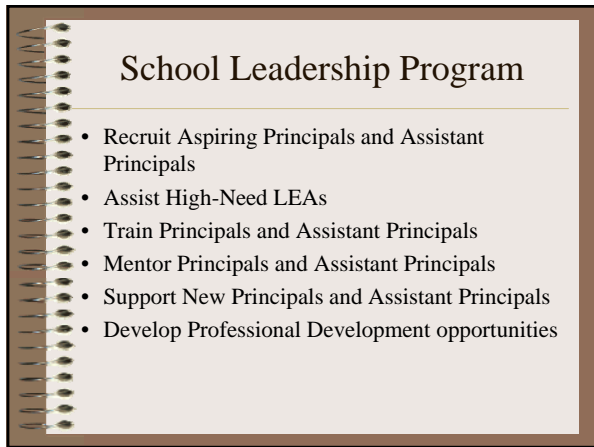 School Leadership Program
• Recruit Aspiring Principals and Assistant
Principals
• Assist High-Need LEAs
• Train Principals and Assistant Principals
• Mentor Principals and Assistant Principals
• Support New Principals and Assistant Principals
• Develop Professional Development opportunities